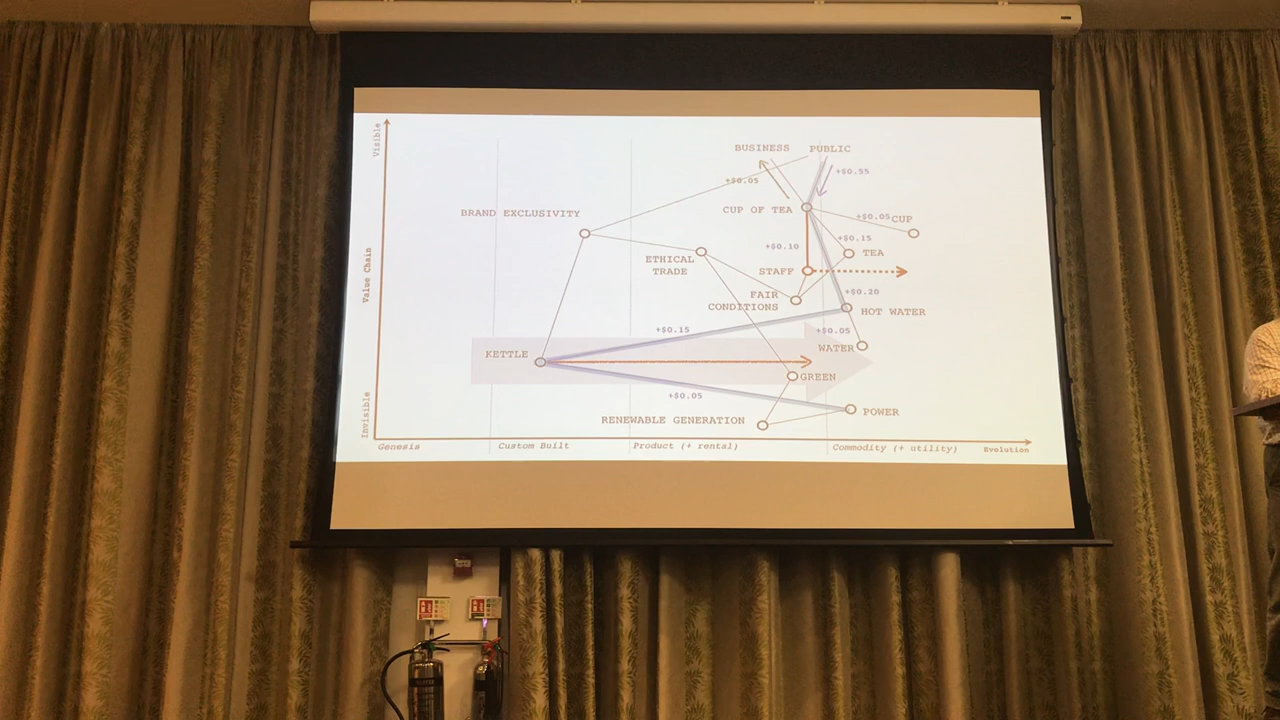 Visible
BUSINESS
PUBLIC
+$0.05
+$0.55
BRAND EXCLUSIVITY
CUP OF TEA
+$0.05
CUP
+$0.10
+$0.15
ETHICAL
TRADE
TEA
Value Chain
STAFF
FAIR
CONDITIONS
+$0.20
HOT WATER
+$0.15
+$0.05
KETTLE
WATER
GREEN
+$0.05
Invisible
RENEWABLE GENERATION
POWER
Genesis
Custom Built
Product (+ rental)
Commodity (+ utility)
Evolution